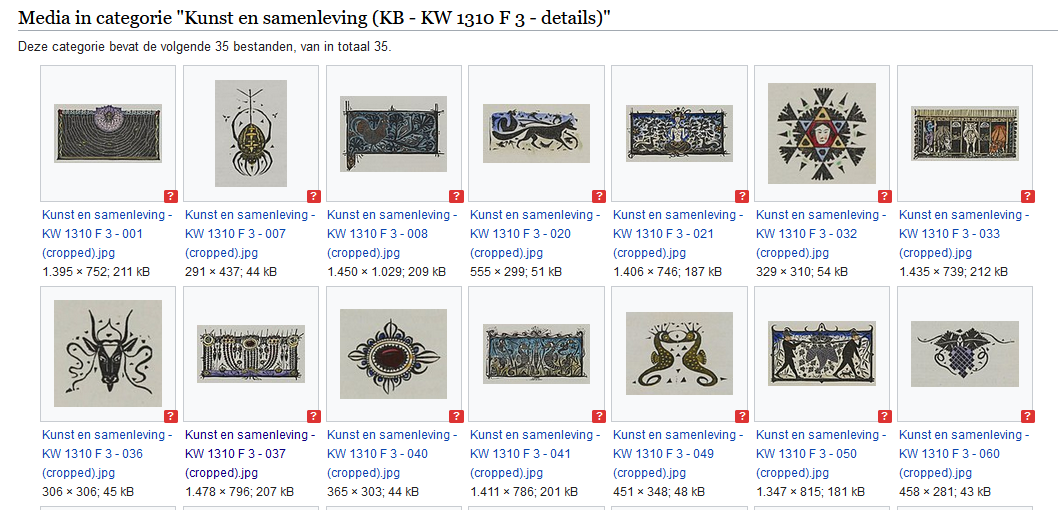 Media in categorie "Kunst en samenleving (KB - KW 1310 F 3 - details)"
Deze categorie bevat de volgende 35 bestanden, van in totaal 35.
? ? ? ? ? ? ?
Kunst en samenleving - Kunst en samenleving - Kunst en samenleving - Kunst en samenleving - Kunst en samenleving - Kunst en samenleving - Kunst en samenleving -
KW 1310 F 3 - 001 KW 1310 F 3 - 007 KW 1310 F 3 - 008 KW 1310 F 3 - 020 KW 1310 F 3 - 021 KW 1310 F 3 - 032 KW 1310 F 3 - 033
(cropped).jpg (cropped).jpg (cropped).jpg (cropped).jpg (cropped).jpg (cropped).jpg (cropped).jpg
1.395 × 752; 211 kB 291 × 437; 44 kB 1.450 × 1.029; 209 kB 555 × 299; 51 kB 1.406 × 746; 187 kB 329 × 310; 54 kB 1.435 × 739; 212 kB
? ? ? ? ? ? ?
Kunst en samenleving - Kunst en samenleving - Kunst en samenleving - Kunst en samenleving - Kunst en samenleving - Kunst en samenleving - Kunst en samenleving -
KW 1310 F 3 - 036 KW 1310 F 3 - 037 KW 1310 F 3 - 040 KW 1310 F 3 - 041 KW 1310 F 3 - 049 KW 1310 F 3 - 050 KW 1310 F 3 - 060
(cropped).jpg (cropped).jpg (cropped).jpg (cropped).jpg (cropped).jpg (cropped).jpg (cropped).jpg
306 × 306; 45 kB 1.478 × 796; 207 kB 365 × 303; 44 kB 1.411 × 786; 201 kB 451 × 348; 48 kB 1.347 × 815; 181 kB 458 × 281; 43 kB